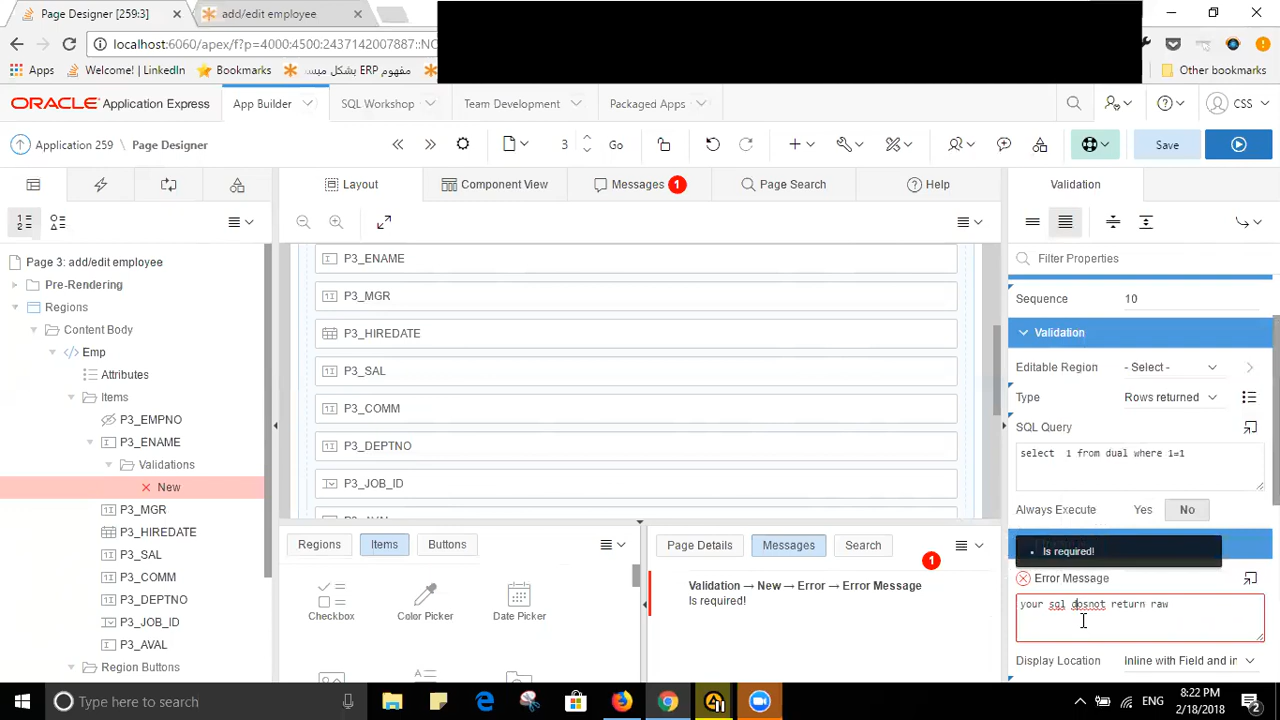 Page Designer [259:3]
add/edit employee
localhost:6060/apex/f?p=4000:4500:2437142007887::NO
Apps
Welcome! | LinkedIn
Bookmarks
مفهوم ERP بشكل مبسد
Other bookmarks
ORACLE Application Express
App Builder
SQL Workshop
Team Development
Packaged Apps
CSS
Application 259 \ Page Designer
3
Go
Save
Layout
Component View
Messages 1
Page Search
Help
Validation
Page 3: add/edit employee
Pre-Rendering
Regions
Content Body
Emp
Attributes
Items
P3_EMPNO
P3_ENAME
Validations
New
P3_MGR
P3_HIREDATE
P3_SAL
P3_COMM
P3_DEPTNO
P3_JOB_ID
P3_AVAL
Region Buttons
P3_ENAME
P3_MGR
P3_HIREDATE
P3_SAL
P3_COMM
P3_DEPTNO
P3_JOB_ID
Regions
Items
Buttons
Checkbox
Color Picker
Date Picker
Page Details
Messages
Search
1
Validation → New → Error → Error Message
Is required!
Filter Properties
Sequence 10
Validation
Editable Region - Select -
Type Rows returned
SQL Query
select 1 from dual where 1=1
Always Execute Yes No
Is required!
Error Message
your sql dosnot return raw
Display Location Inline with Field and in
Type here to search
ENG
8:22 PM
2/18/2018
2